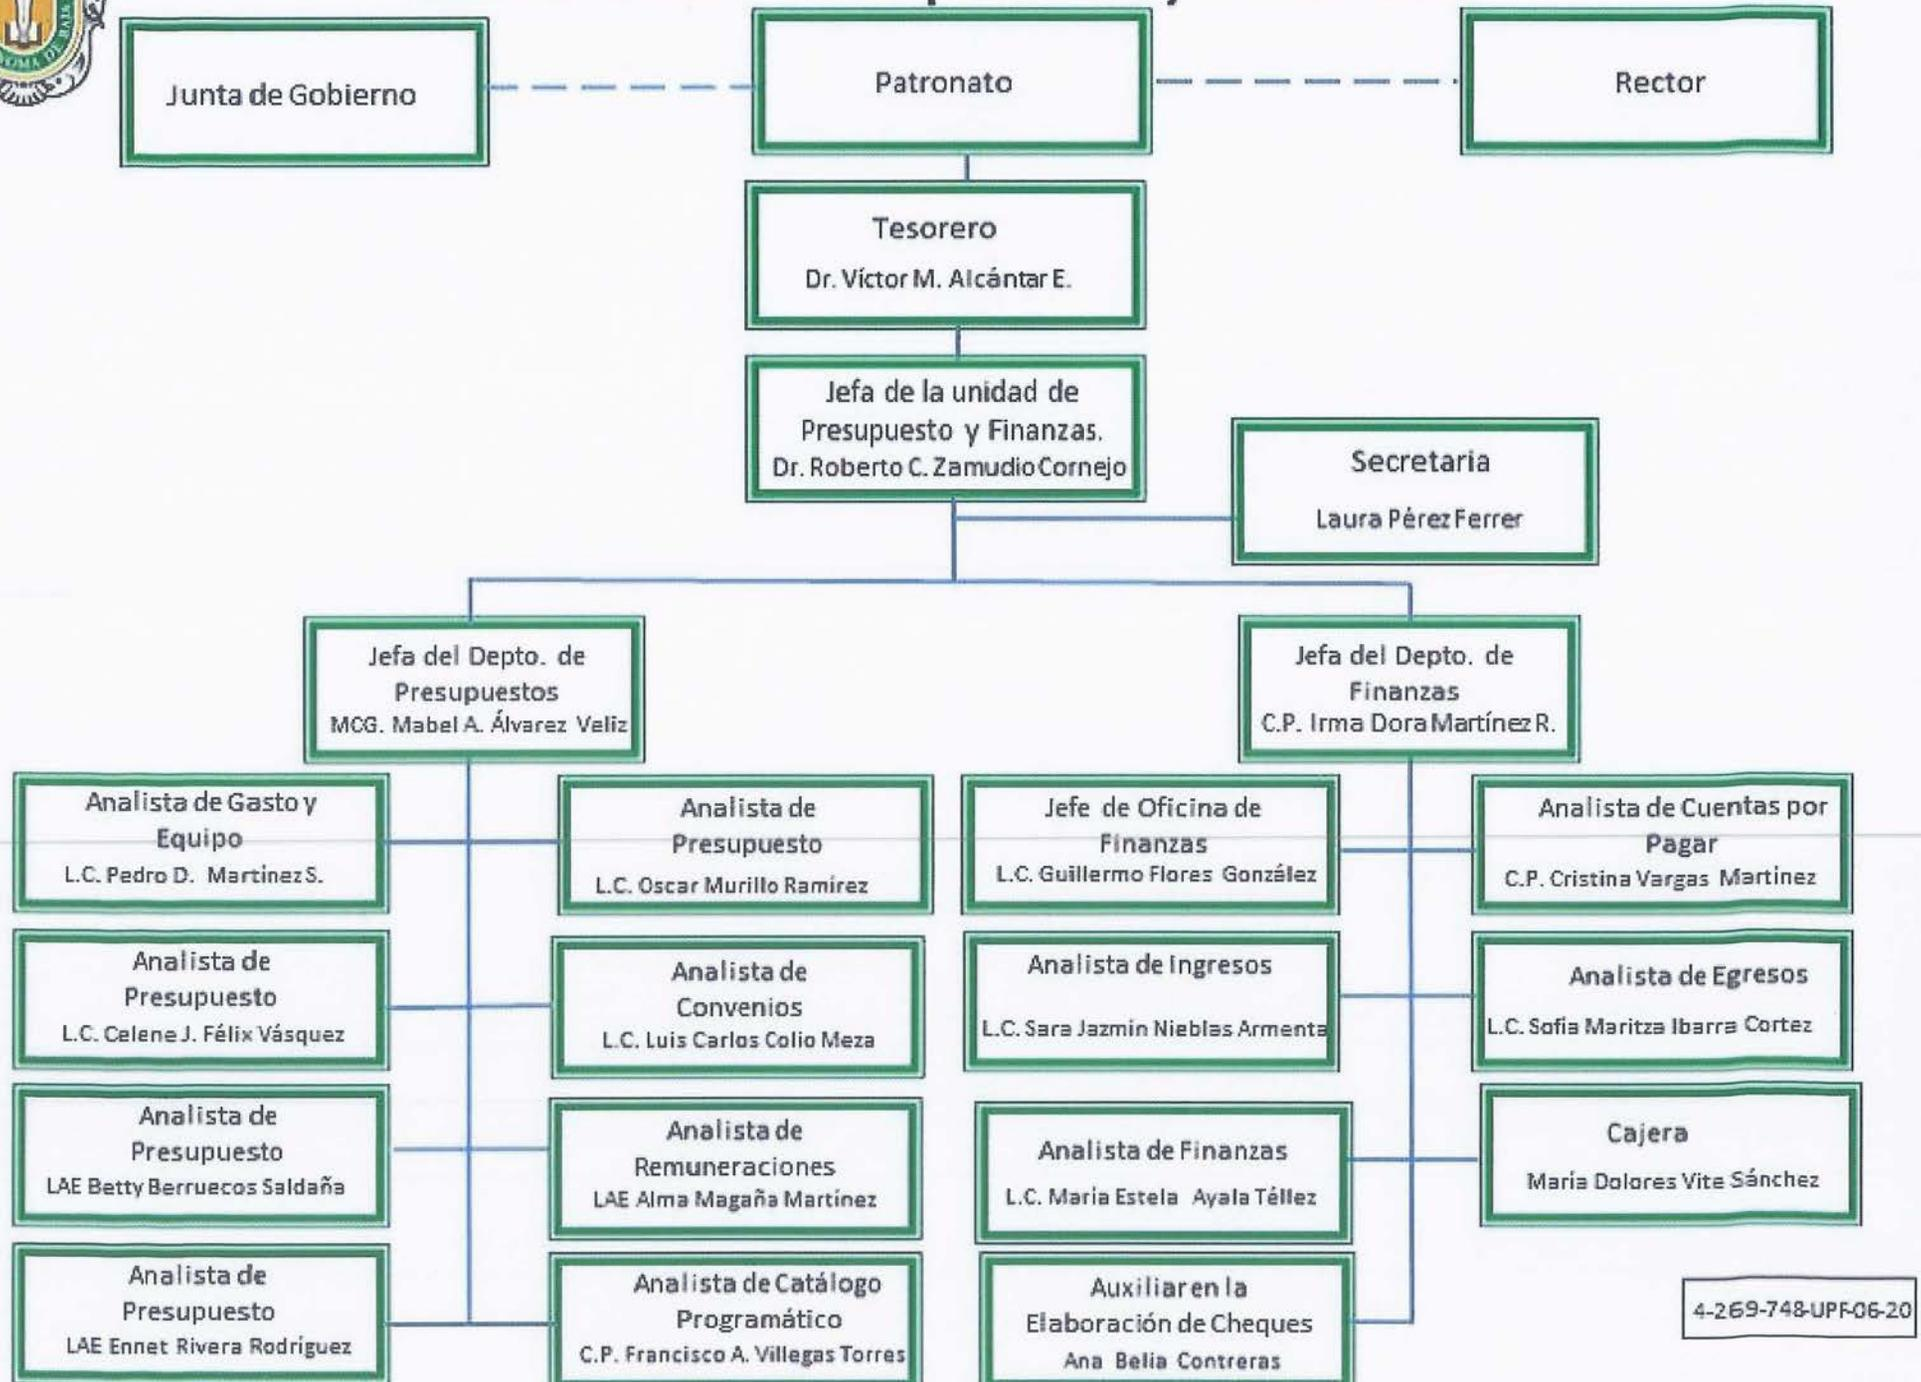 Junta de Gobierno
Patronato
Rector
Tesorero
Dr. Víctor M. Alcántar E.
Jefa de la unidad de
Presupuesto y Finanzas.
Dr. Roberto C. Zamudio Cornejo
Secretaria
Laura Pérez Ferrer
Jefa del Depto. de
Presupuestos
MCG. Mabel A. Álvarez Veliz
Jefa del Depto. de
Finanzas
C.P. Irma Dora Martínez R.
Analista de Gasto y
Equipo
L.C. Pedro D. Martinez S.
Analista de
Presupuesto
L.C. Oscar Murillo Ramírez
Jefe de Oficina de
Finanzas
L.C. Guillermo Flores González
Analista de Cuentas por
Pagar
C.P. Cristina Vargas Martinez
Analista de
Presupuesto
L.C. Celene J. Félix Vásquez
Analista de
Convenios
L.C. Luis Carlos Colio Meza
Analista de Ingresos
L.C. Sara Jazmin Nieblas Armenta
Analista de Egresos
L.C. Sofia Maritza Ibarra Cortez
Analista de
Presupuesto
LAE Betty Berruecos Saldaña
Analista de
Remuneraciones
LAE Alma Magaña Martínez
Analista de Finanzas
L.C. Maria Estela Ayala Téllez
Cajera
María Dolores Vite Sánchez
Analista de
Presupuesto
LAE Ennet Rivera Rodríguez
Analista de Catálogo
Programático
C.P. Francisco A. Villegas Torres
Auxiliar en la
Elaboración de Cheques
Ana Belia Contreras
4-269-748-UPF-06-20